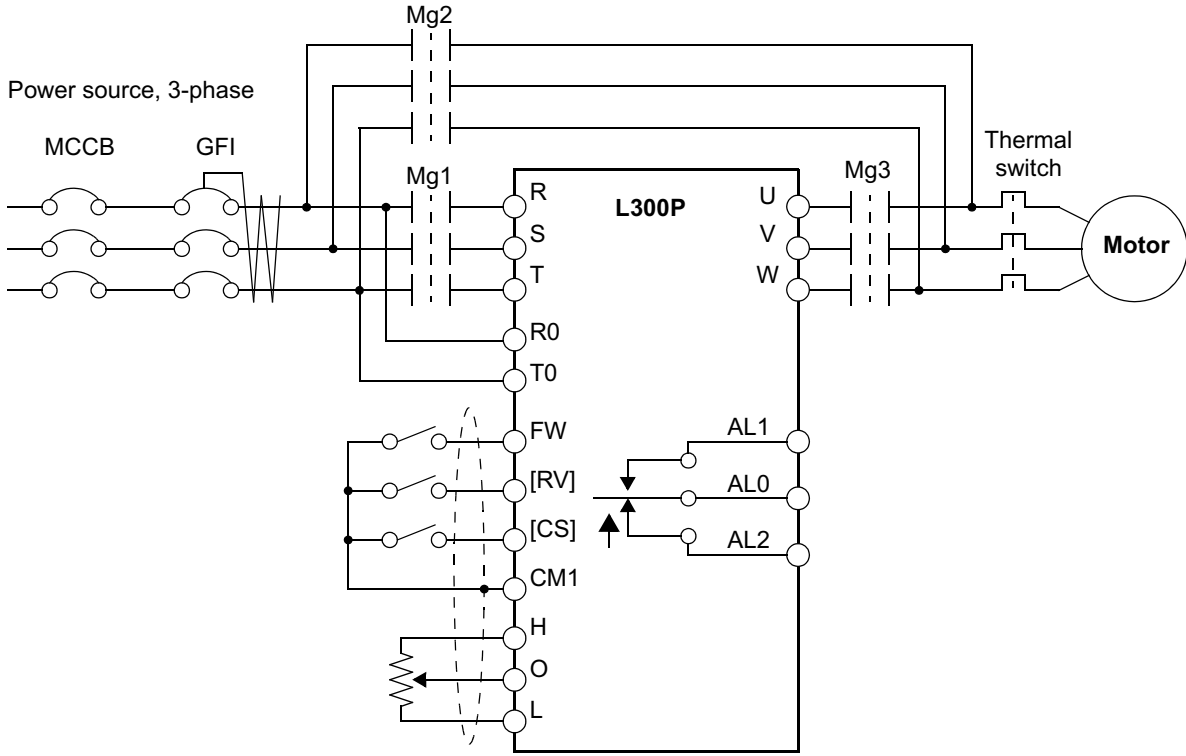 Mg2
Power source, 3-phase
MCCB
GFI
Thermal
switch
Mg1
Mg3
R
L300P
U
S
V
Motor
T
W
R0
T0
FW
AL1
[RV]
AL0
[CS]
AL2
CM1
H
O
L